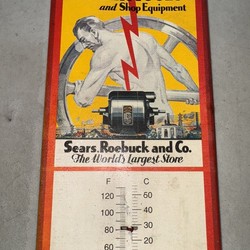 and Shop Equipment
Sears, Roebuck and Co.
The World's Largest Store
F C
120 50
100 40
80 30
60 20